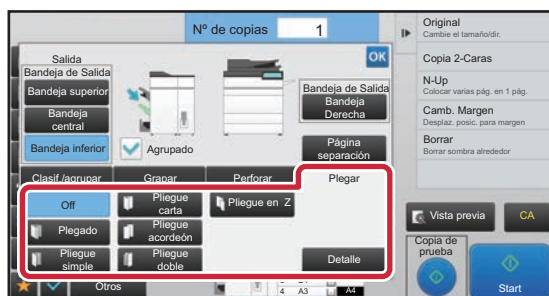 Nº de copias
1
OK
Salida
Bandeja de Salida
Bandeja superior
Bandeja
central
Bandeja inferior
Agrupado
Bandeja de Salida
Bandeja
Derecha
Página
separación
Clasif./agrupar
Grapar
Perforar
Plegar
Off
Pliegue
carta
Pliegue en Z
Plegado
Pliegue
acordeón
Pliegue
simple
Pliegue
doble
Detalle
Otros
4
A3
A4
Original
Cambie el tamaño/dir.
Copia 2-Caras
N-Up
Colocar varias pág. en 1 pág.
Camb. Margen
Desplaz. posic. para margen
Borrar
Borrar sombra alrededor
Vista previa
CA
Copia de
prueba
Start